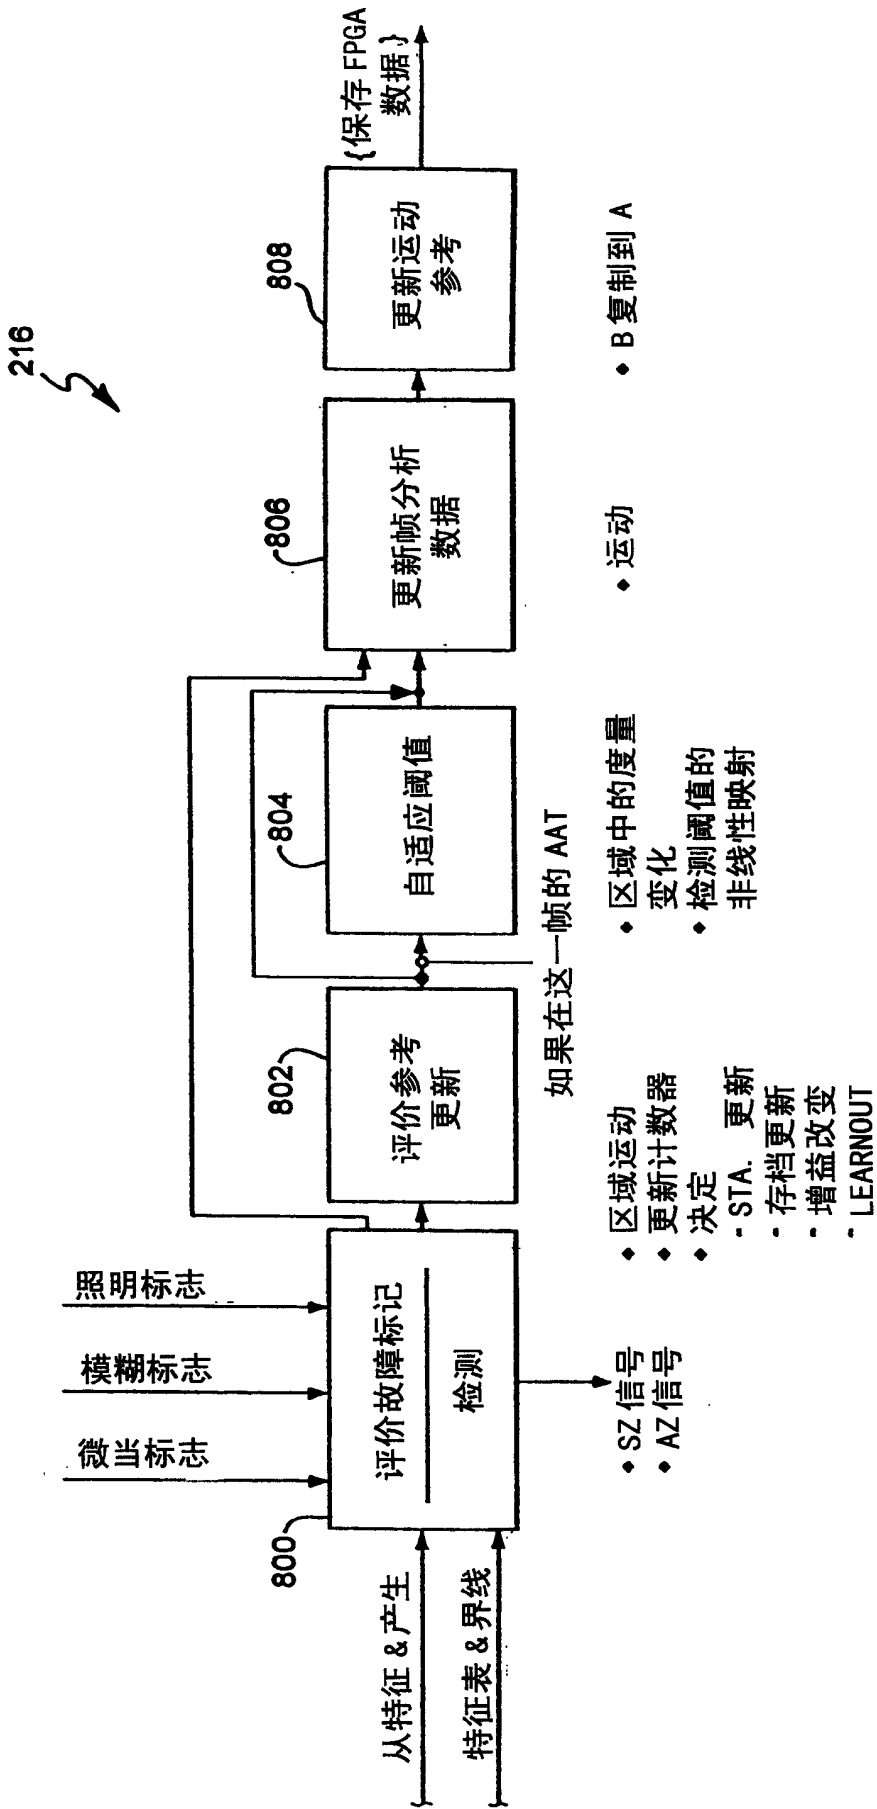 216
照明标志
模糊标志
微当标志
800
从特征&产生
特征表&界线
评价故障标记
检测
SZ信号
AZ信号
802
评价参考
更新
区域运动
更新计数器
决定
- STA. 更新
- 存档更新
- 增益改变
- LEARNOUT
如果在这一帧的 AAT
804
自适应阈值
区域中的度量
变化
检测阈值的
非线性映射
806
更新帧分析
数据
运动
808
更新运动
参考
B复制到 A
{保存 FPGA
数据}